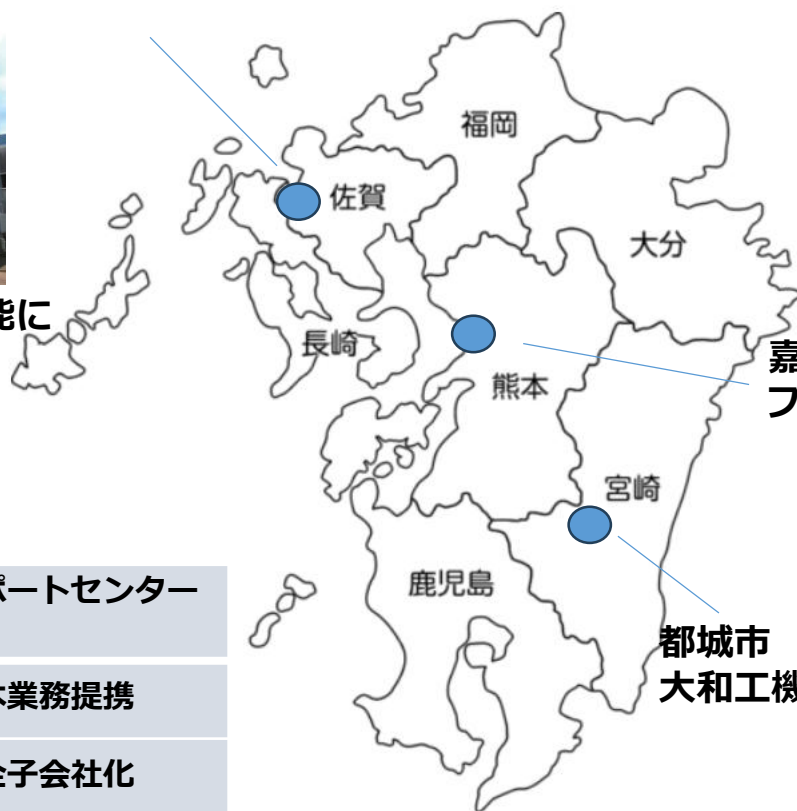 福岡
佐賀
大分
能に
長崎
嘉
フ
熊本
宮崎
鹿児島
ポートセンター
都城市
大和工機
業務提携
子会社化